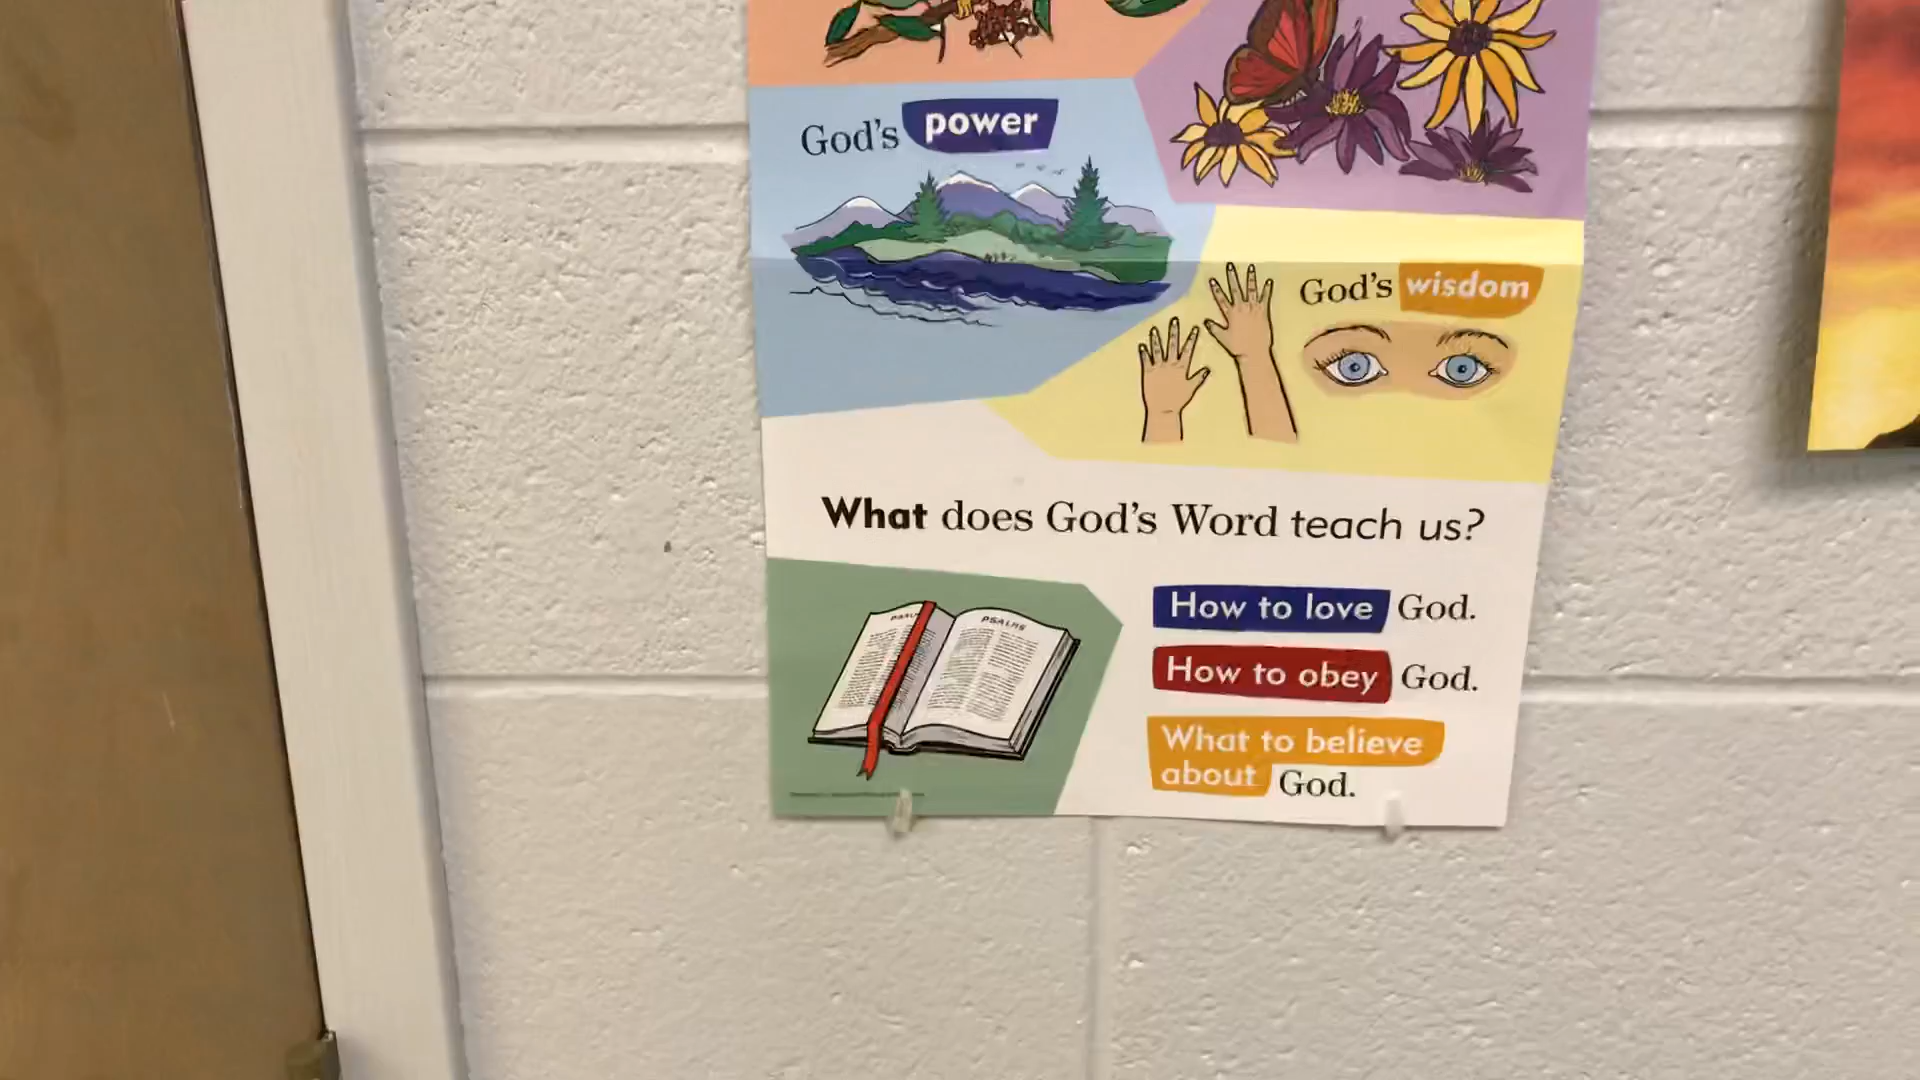 God's power
God's wisdom
What does God's Word teach us?
PSALMS
How to love God.
How to obey God.
What to believe
about God.